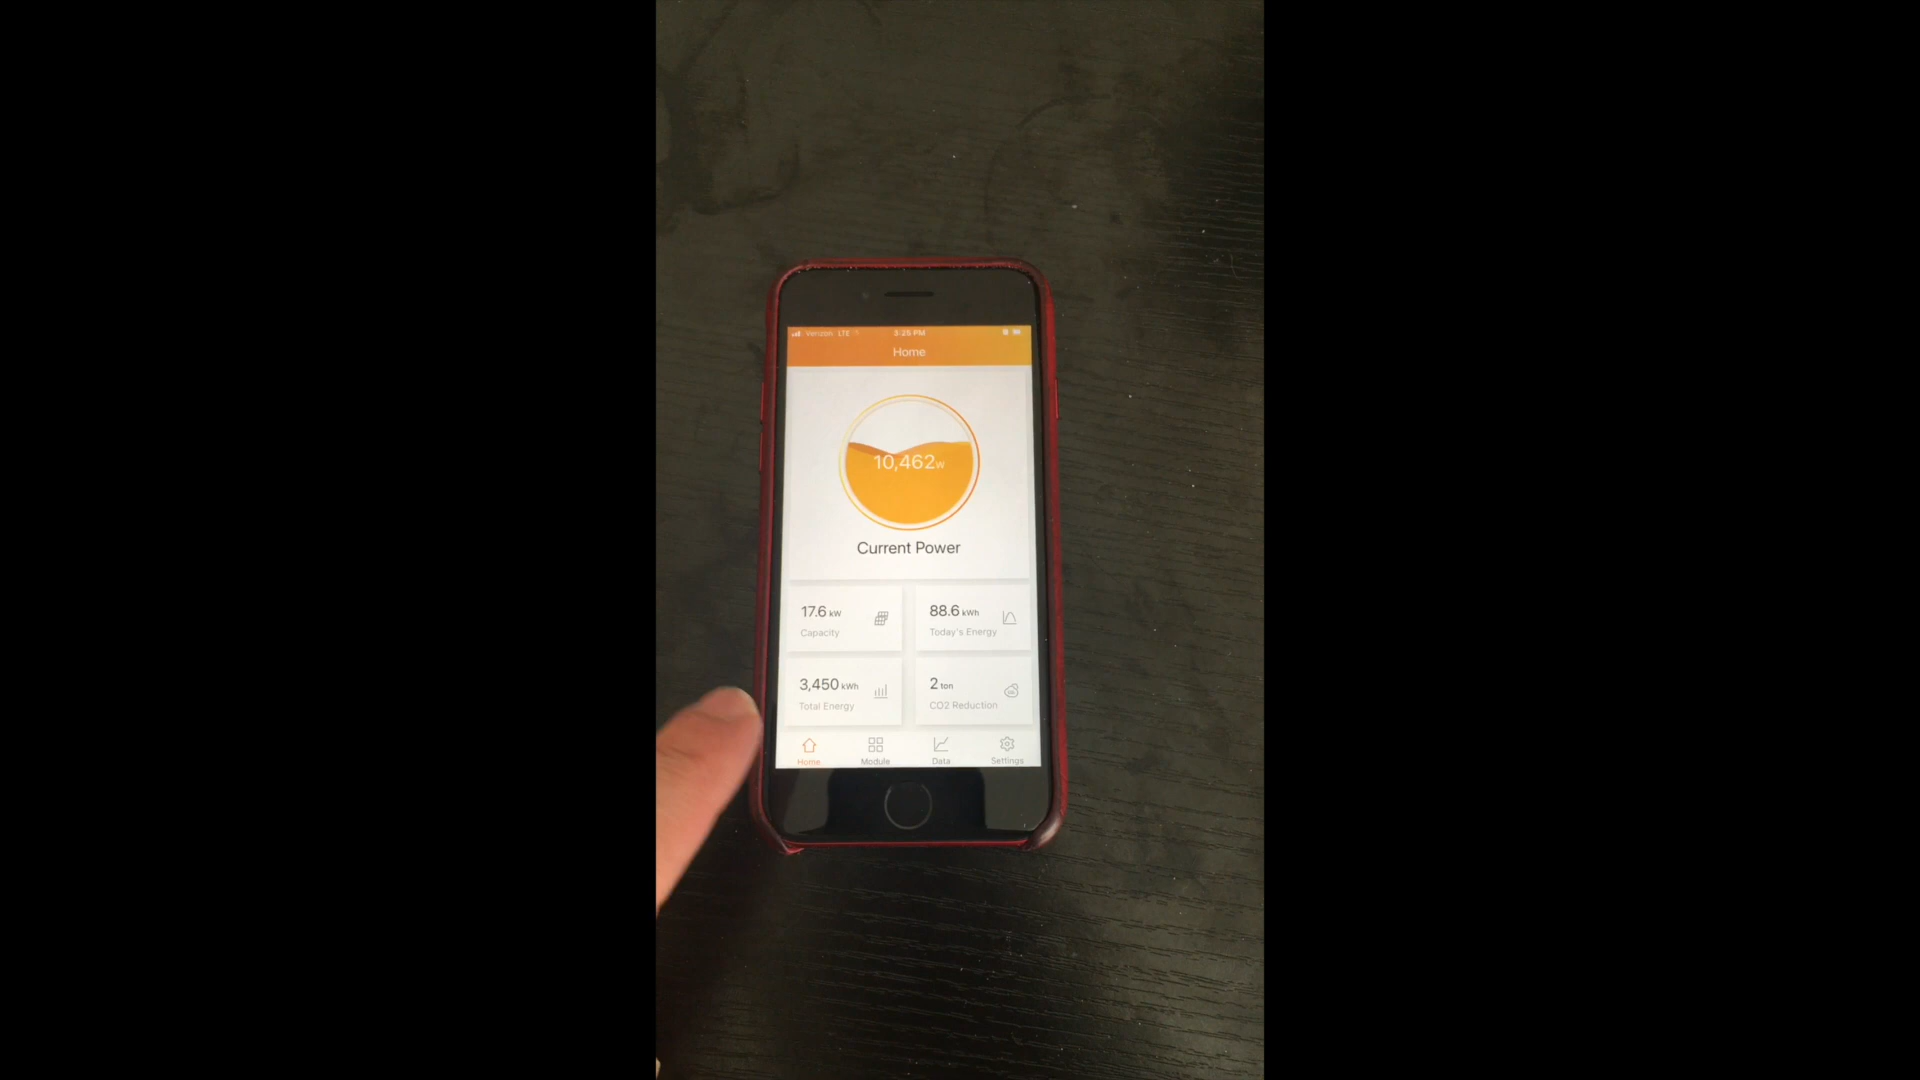 Verizon LTE 3:25 PM
Home
10,462W
Current Power
17.6 kW
Capacity
88.6 kWh
Today's Energy
3,450 kWh
Total Energy
2 ton
CO2 Reduction
Home Module Data Settings